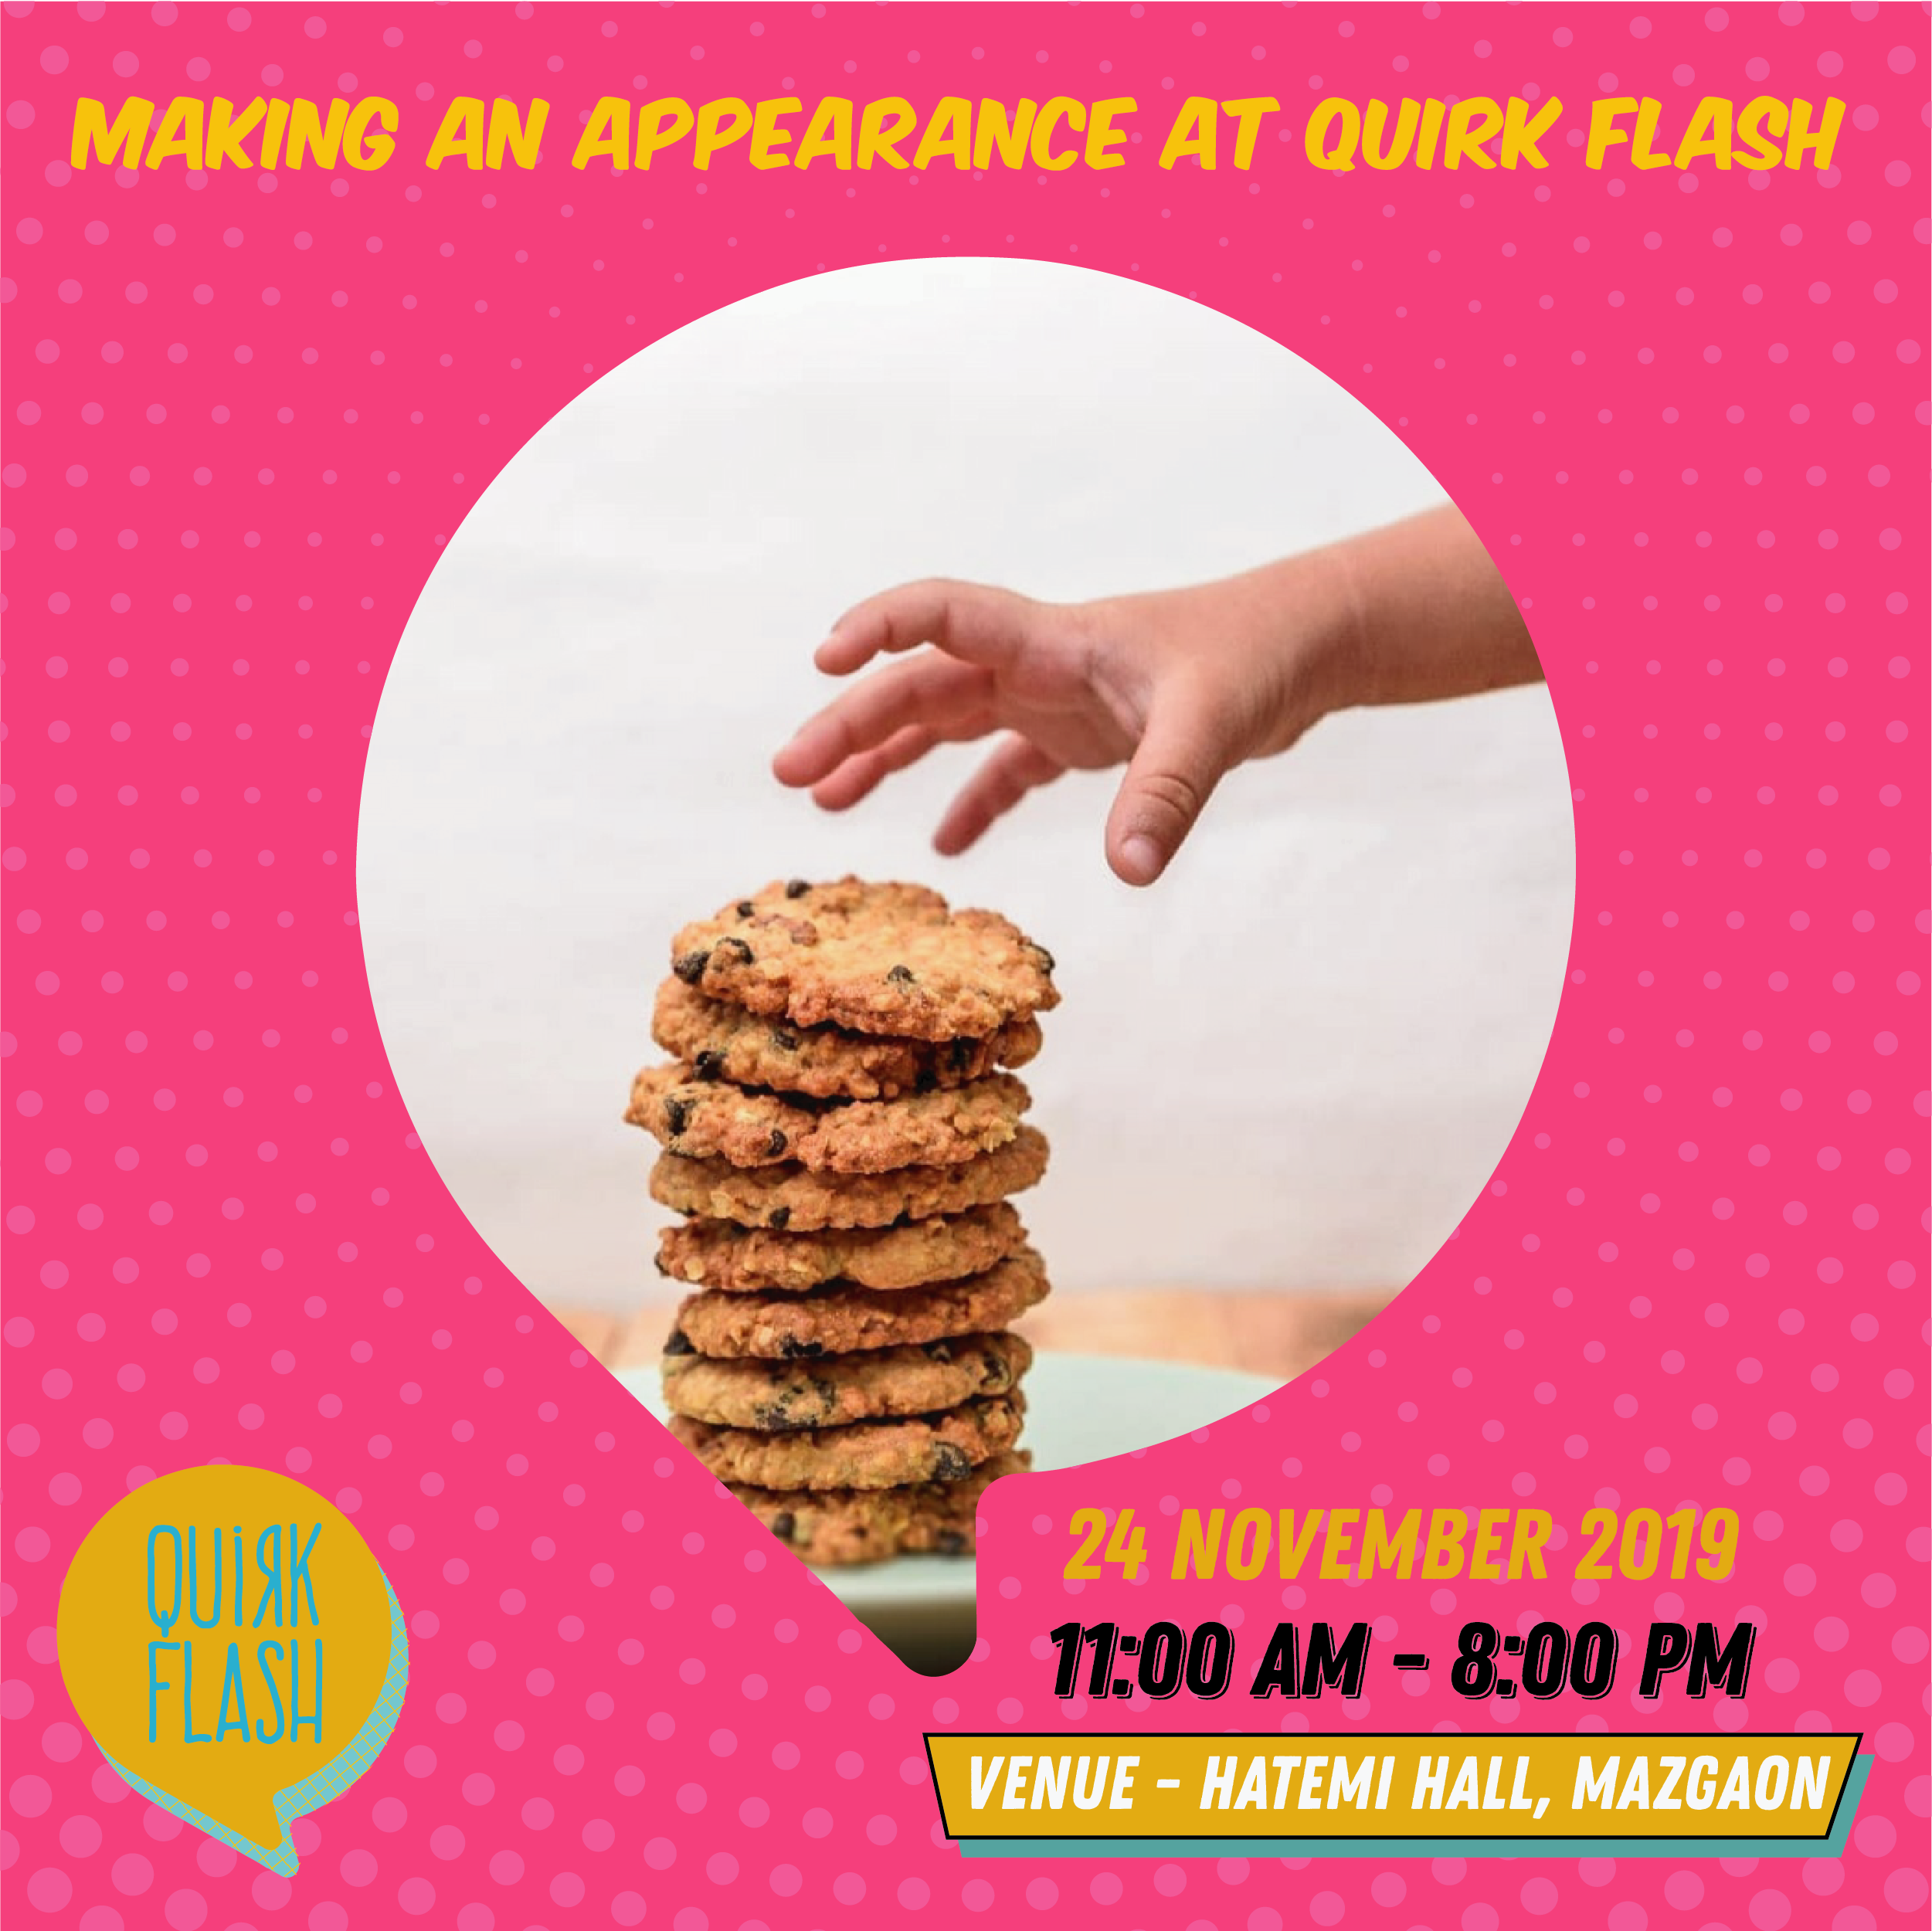 MAKING AN APPEARANCE AT QUIRK FLASH
QUiRK
FLASH
24 NOVEMBER 2019
11:00 AM - 8:00 PM
VENUE - HATEMI HALL, MAZGAON